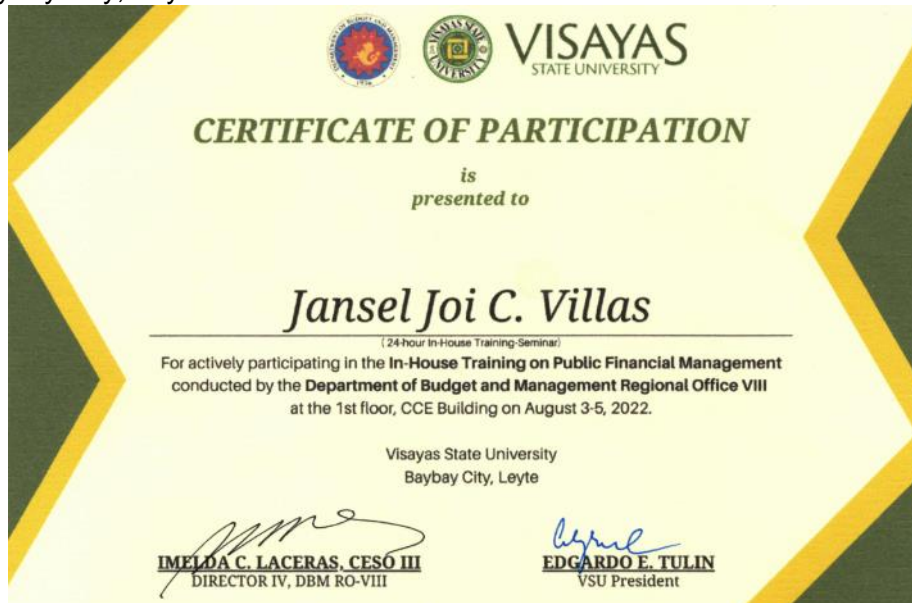 VISAYAS
STATE UNIVERSITY
CERTIFICATE OF PARTICIPATION
is
presented to
Jansel Joi C. Villas
( 24-hour In-House Training-Seminar)
For actively participating in the In-House Training on Public Financial Management
conducted by the Department of Budget and Management Regional Office VIII
at the 1st floor, CCE Building on August 3-5, 2022.
Visayas State University
Baybay City, Leyte
IMELDA C. LACERAS, CESO III
DIRECTOR IV, DBM RO-VIII
EDGARDO E. TULIN
VSU President